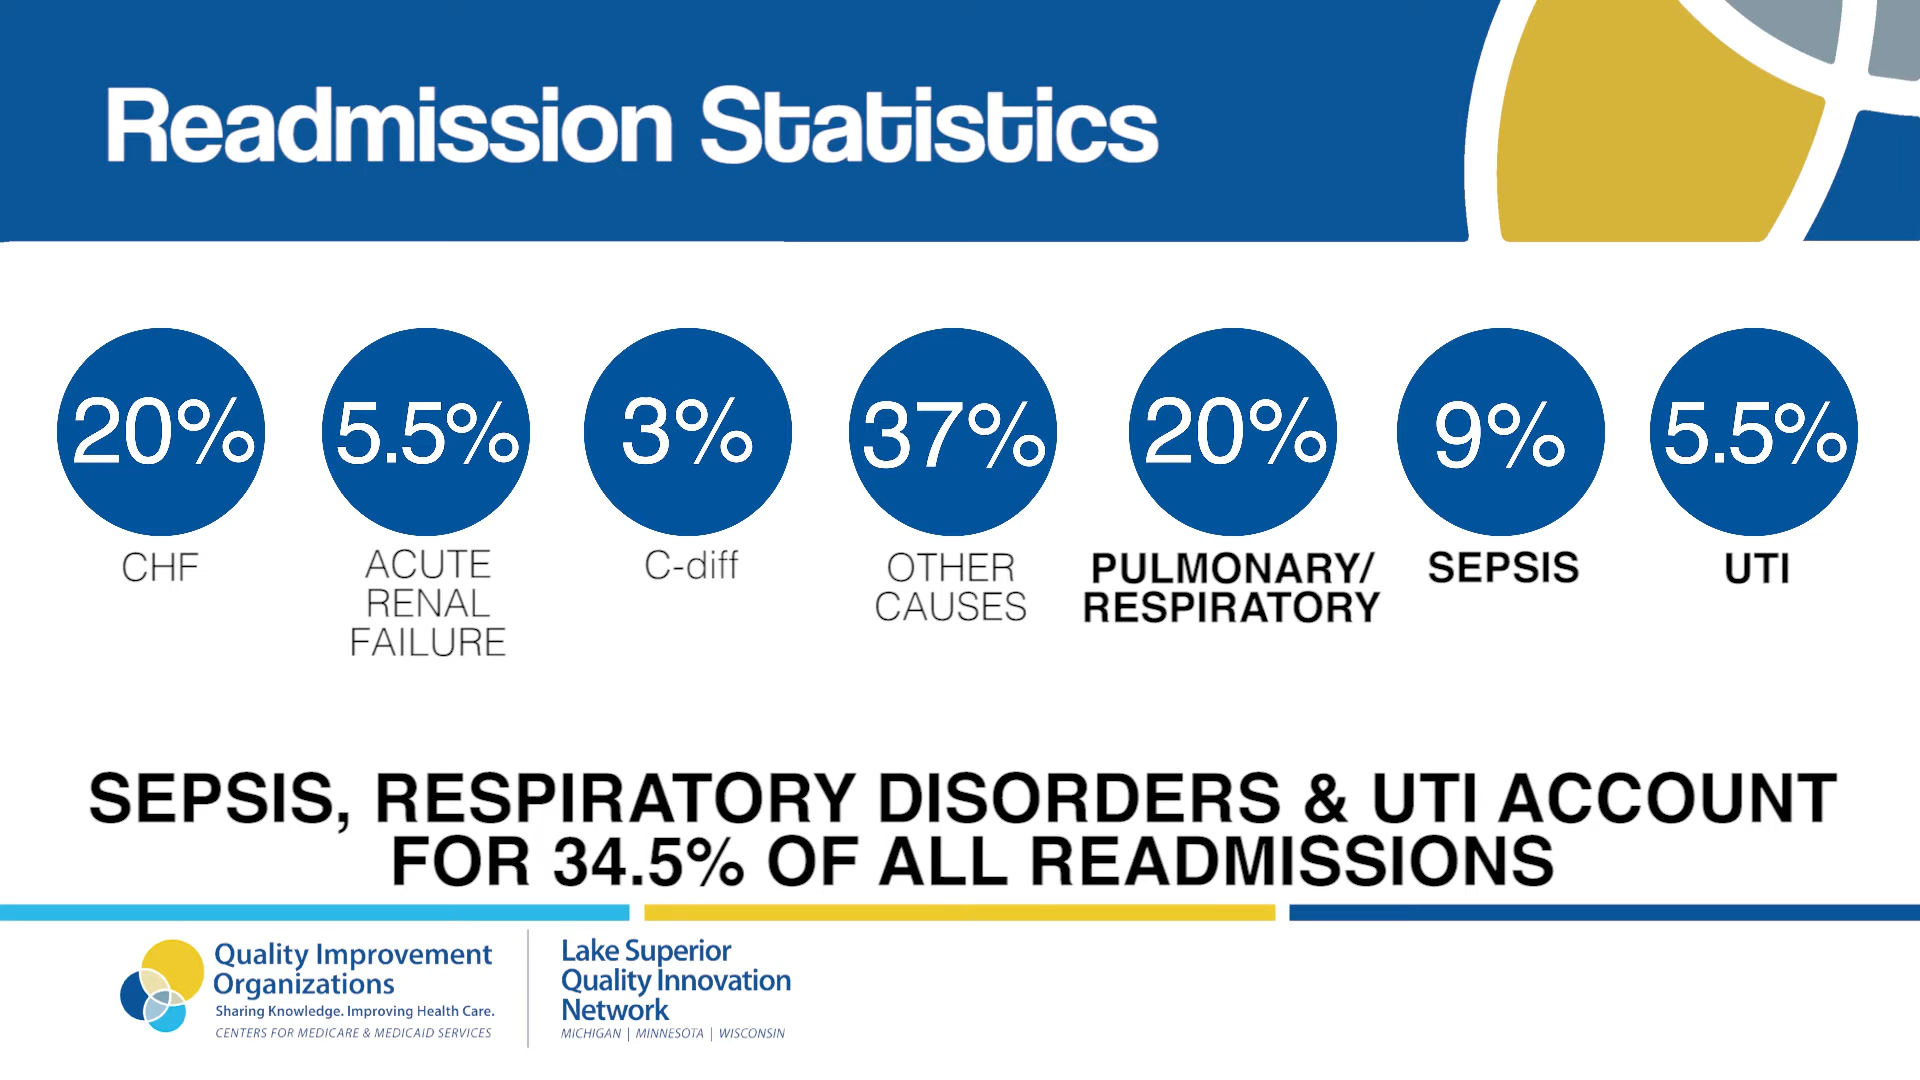 Readmission Statistics
20%
5.5%
3%
37%
20%
9%
5.5%
CHF
ACUTE
RENAL
FAILURE
C-diff
OTHER
CAUSES
PULMONARY/
RESPIRATORY
SEPSIS
UTI
SEPSIS, RESPIRATORY DISORDERS & UTI ACCOUNT
FOR 34.5% OF ALL READMISSIONS
Quality Improvement
Organizations
Sharing Knowledge. Improving Health Care.
CENTERS FOR MEDICARE & MEDICAID SERVICES
Lake Superior
Quality Innovation
Network
MICHIGAN | MINNESOTA | WISCONSIN